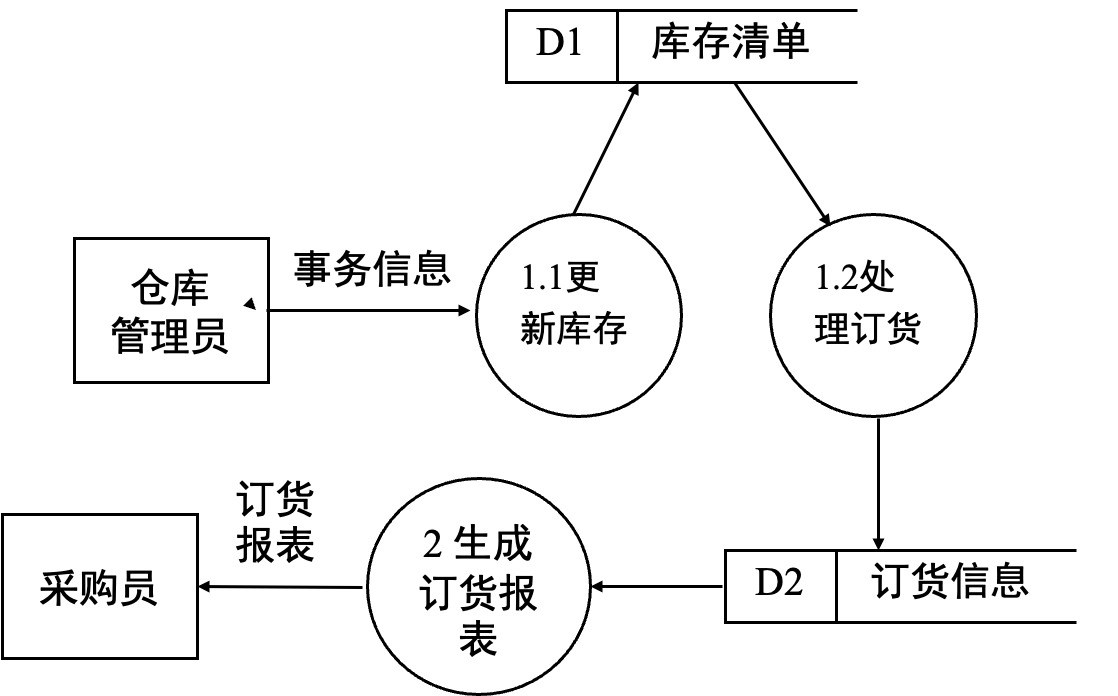 D1 库存清单
事务信息
仓库
管理员
1.1更
新库存
1.2处
理订货
订货
报表
采购员
2 生成
订货报
表
D2 订货信息